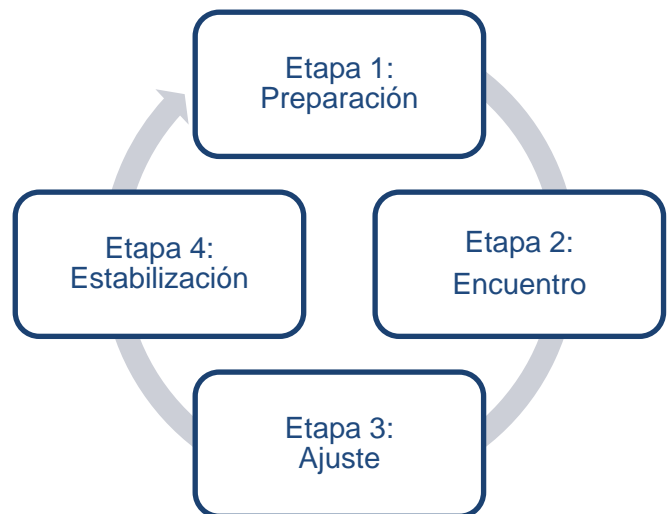 Etapa 1:
Preparación
Etapa 2:
Encuentro
Etapa 3:
Ajuste
Etapa 4:
Estabilización